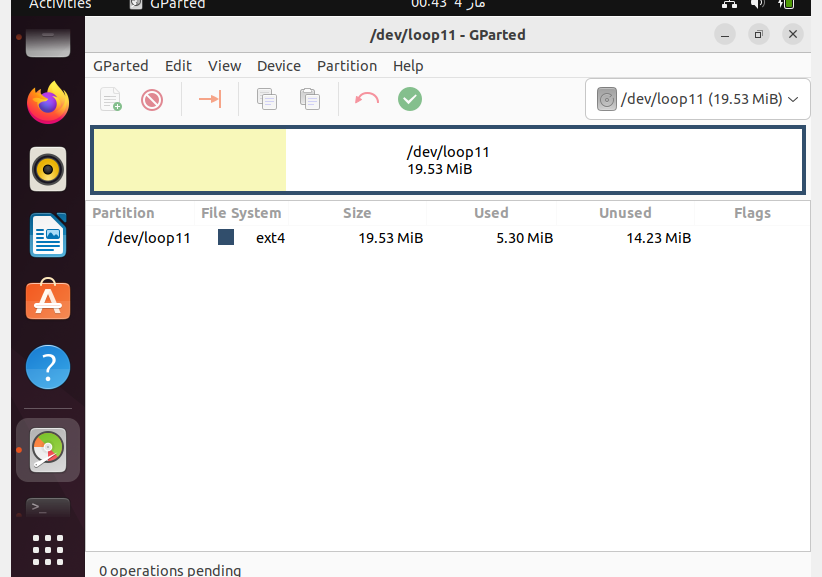 Activities GParted 00:43 4 مار
/dev/loop11 - GParted
GParted Edit View Device Partition Help
/dev/loop11 (19.53 MiB)
/dev/loop11
19.53 MiB
Partition File System Size Used Unused Flags
/dev/loop11 ext4 19.53 MiB 5.30 MiB 14.23 MiB
>_
0 operations pending